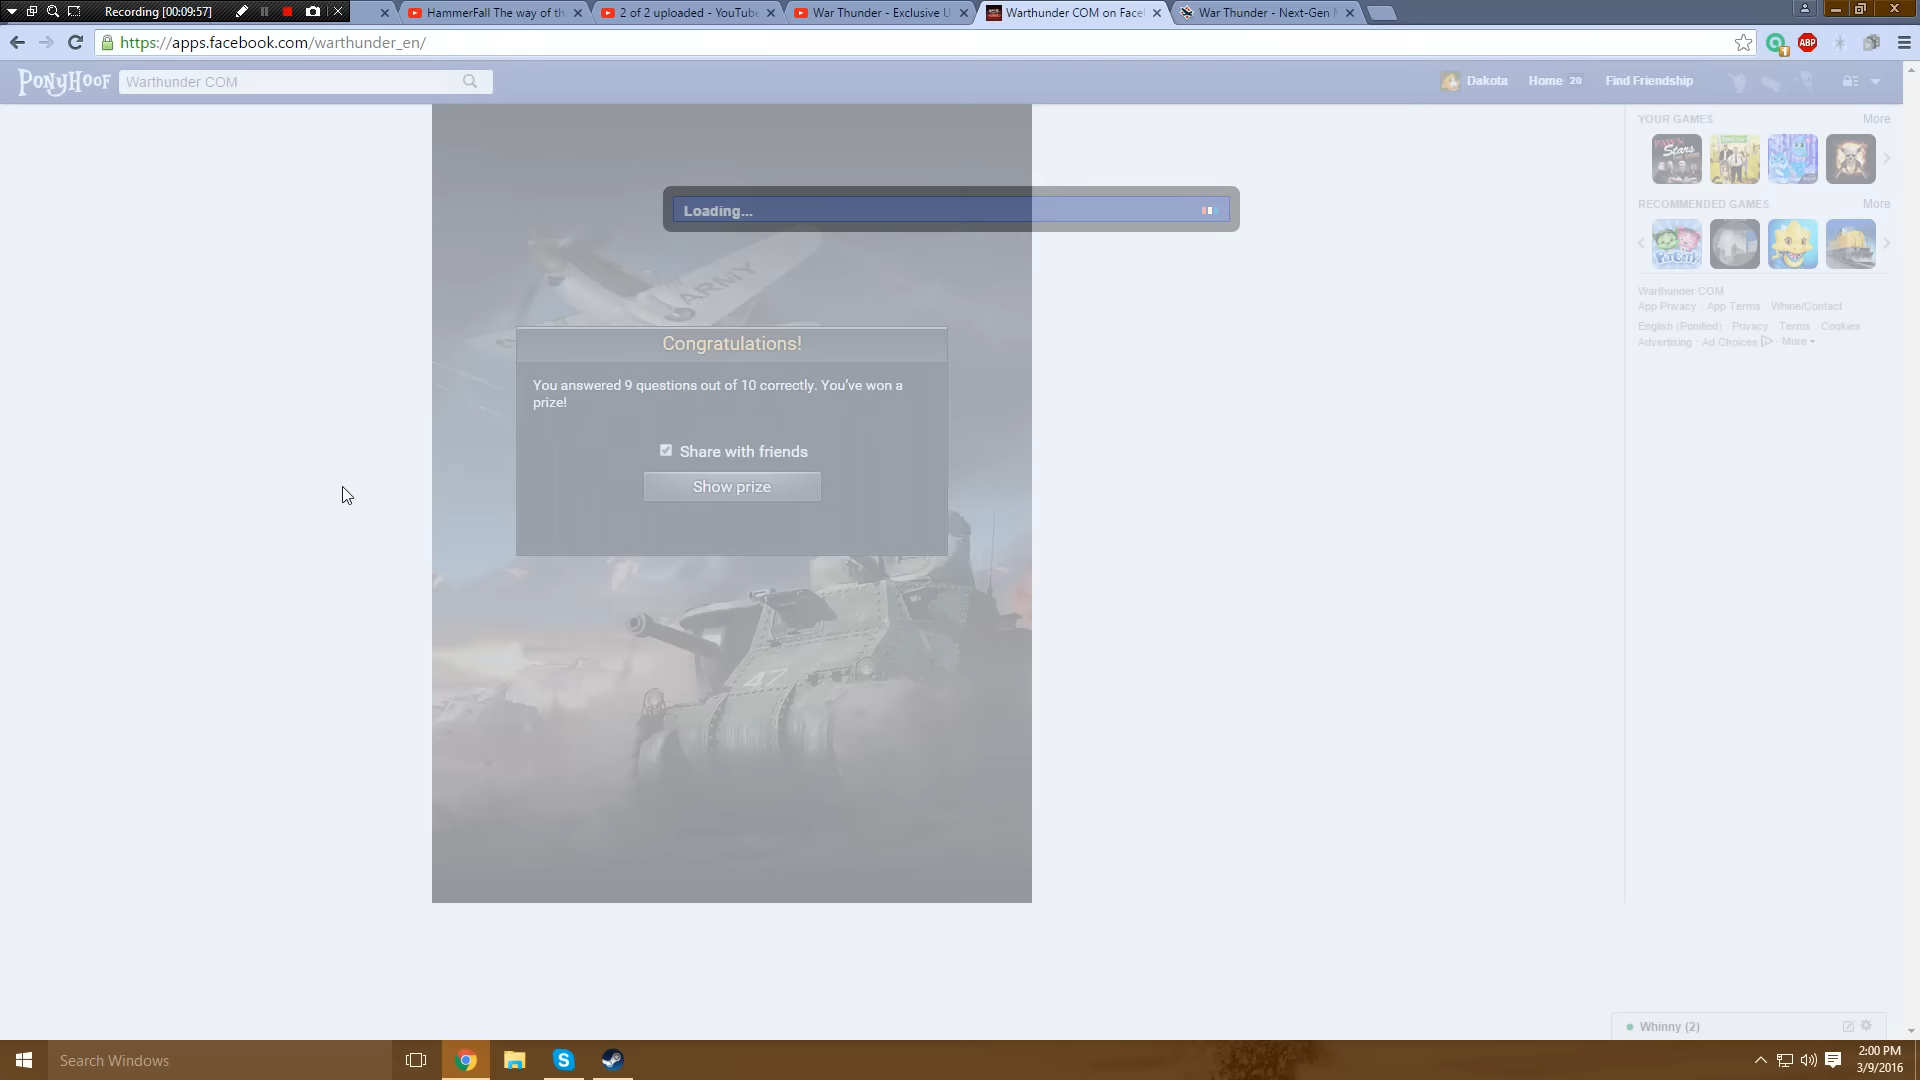 Recording [00:09:57]
HammerFall The way of th
2 of 2 uploaded - YouTube
War Thunder - Exclusive U
Warthunder COM on Face
War Thunder - Next-Gen M
https://apps.facebook.com/warthunder_en/
ABP
PONYHOOF
Warthunder COM
Dakota
Home 20
Find Friendship
YOUR GAMES
More
PAWN Stars
RECOMMENDED GAMES
More
Loading...
ARMY
Warthunder COM
App Privacy · App Terms · Whine/Contact
English (Ponified) · Privacy · Terms · Cookies ·
Advertising · Ad Choices · More
Congratulations!
You answered 9 questions out of 10 correctly. You've won a
prize!
Share with friends
Show prize
47
Whinny (2)
Search Windows
2:00 PM
3/9/2016